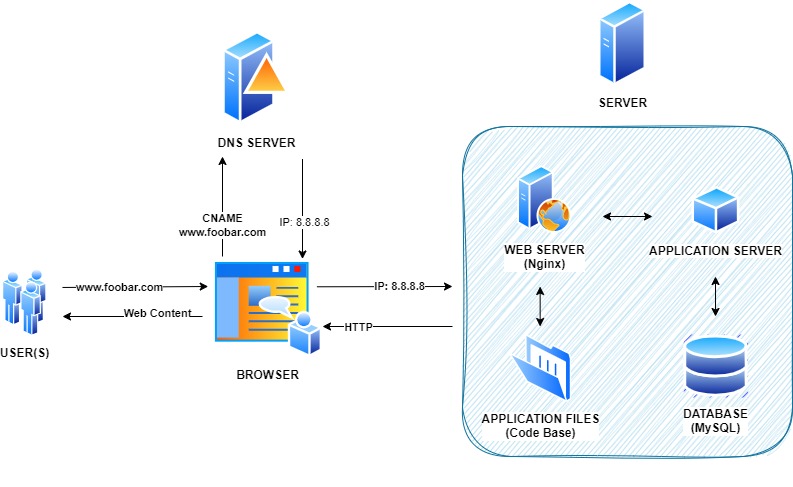 SERVER
DNS SERVER
CNAME
www.foobar.com
IP: 8.8.8.8
WEB SERVER
(Nginx)
APPLICATION SERVER
www.foobar.com
IP: 8.8.8.8
Web Content
HTTP
USER(S)
BROWSER
APPLICATION FILES
(Code Base)
DATABASE
(MySQL)